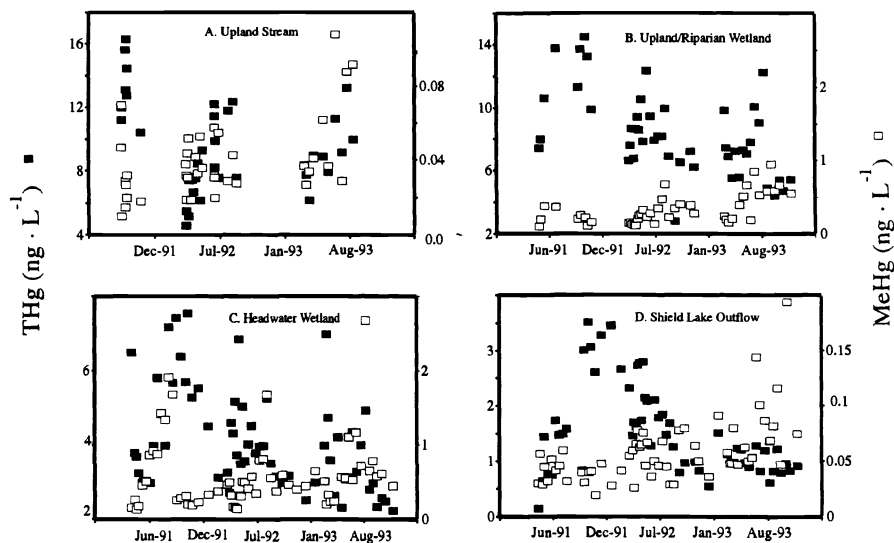 THg (ng · L⁻¹)
MeHg (ng · L⁻¹)
A. Upland Stream
16
12
8
4
0.08
0.04
0.0
Dec-91 Jul-92 Jan-93 Aug-93
B. Upland/Riparian Wetland
14
10
6
2
2
1
0
Jun-91 Dec-91 Jul-92 Jan-93 Aug-93
C. Headwater Wetland
6
4
2
2
1
0
Jun-91 Dec-91 Jul-92 Jan-93 Aug-93
D. Shield Lake Outflow
3
2
1
0
0.15
0.1
0.05
0
Jun-91 Dec-91 Jul-92 Jan-93 Aug-93